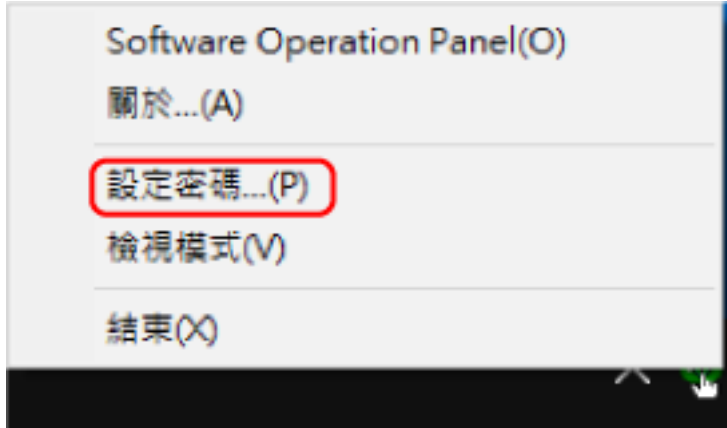 Software Operation Panel(O)
關於...(A)
設定密碼...(P)
檢視模式(V)
結束(X)